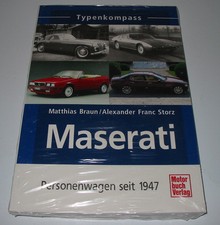 Typenkompass
Matthias Braun/Alexander Franc Storz
Maserati
Personenwagen seit 1947
Motor
buch
Verlag